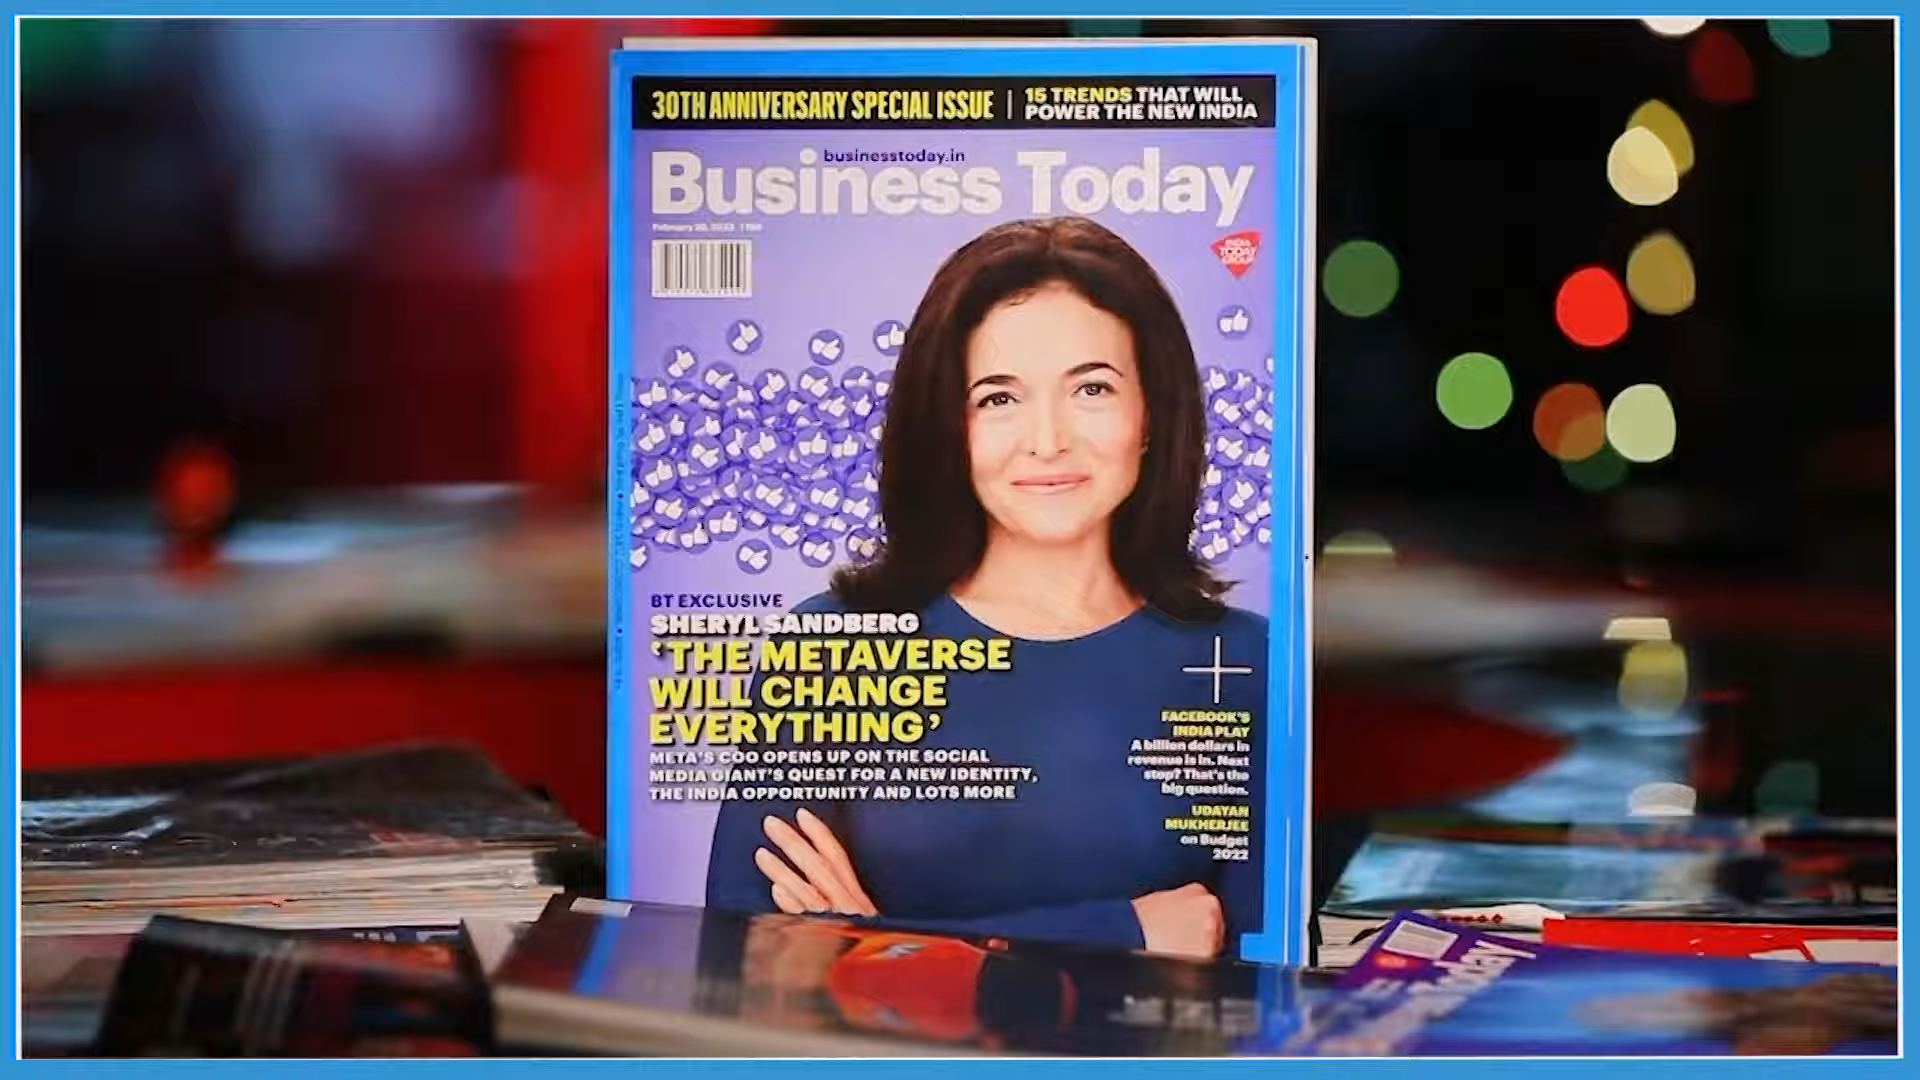 30TH ANNIVERSARY SPECIAL ISSUE
15 TRENDS THAT WILL
POWER THE NEW INDIA
businesstoday.in
Business Today
INDIA
TODAY
GROUP
BT EXCLUSIVE
SHERYL SANDBERG
‘THE METAVERSE
WILL CHANGE
EVERYTHING’
META'S COO OPENS UP ON THE SOCIAL
MEDIA GIANT'S QUEST FOR A NEW IDENTITY,
THE INDIA OPPORTUNITY AND LOTS MORE
FACEBOOK'S
INDIA PLAY
A billion dollars in
revenue is in. Next
stop? That's the
big question.
UDAYAN
MUKHERJEE
on Budget
2022